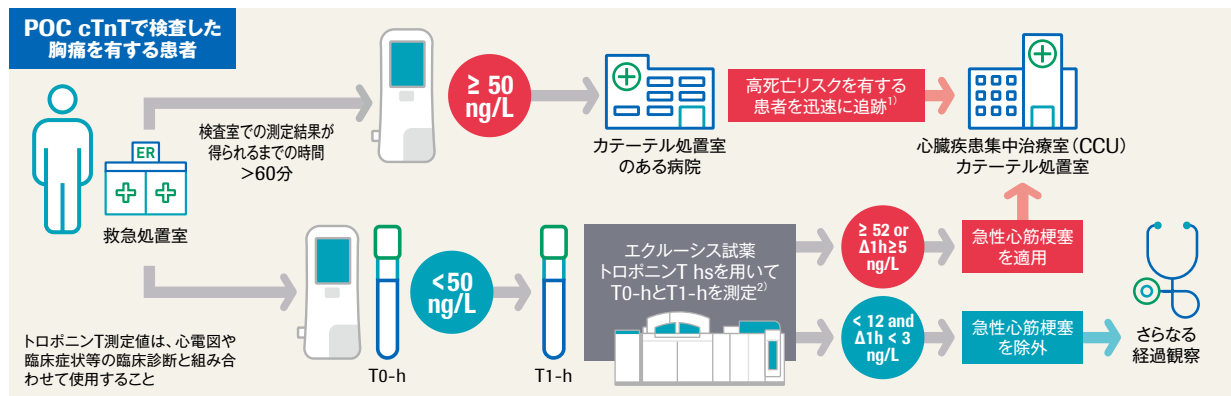 POC cTnTで検査した
胸痛を有する患者
ER
救急処置室
検査室での測定結果が
得られるまでの時間
>60分
≥ 50
ng/L
カテーテル処置室
のある病院
高死亡リスクを有する
患者を迅速に追跡1)
心臓疾患集中治療室(CCU)
カテーテル処置室
<50
ng/L
T0-h
T1-h
エクルーシス試薬
トロポニンT hsを用いて
T0-hとT1-hを測定2)
≥ 52 or
Δ1h≥5
ng/L
急性心筋梗塞
を適用
< 12 and
Δ1h < 3
ng/L
急性心筋梗塞
を除外
さらなる
経過観察
トロポニンT測定値は、心電図や
臨床症状等の臨床診断と組み合
わせて使用すること